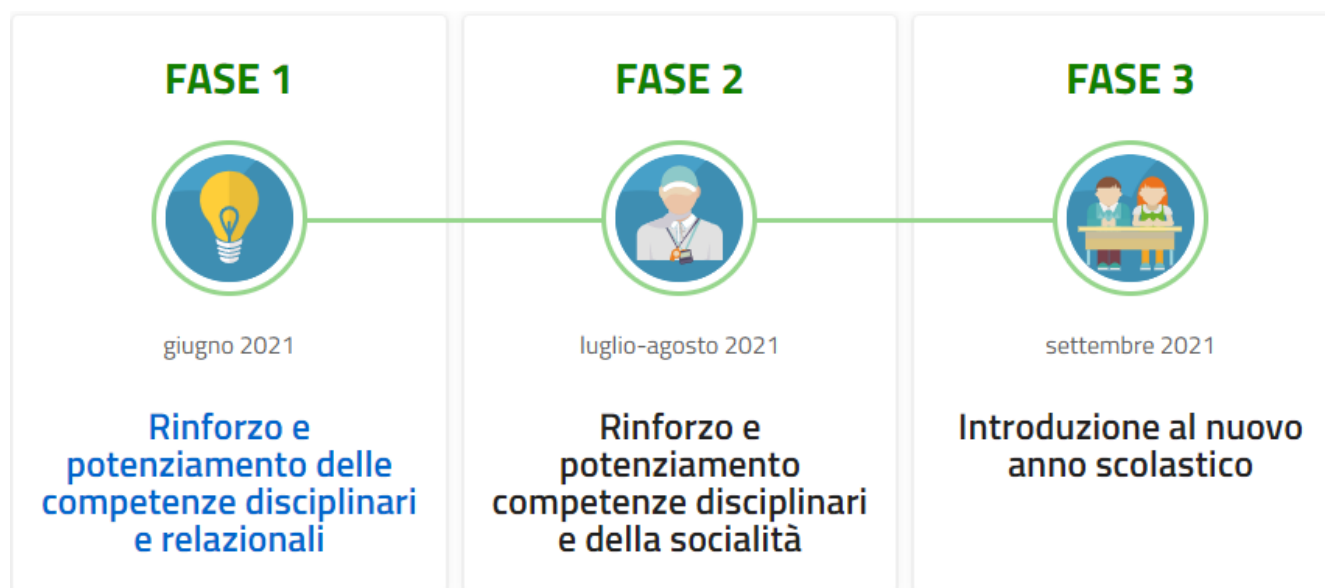 FASE 1
giugno 2021
Rinforzo e
potenziamento delle
competenze disciplinari
e relazionali
FASE 2
luglio-agosto 2021
Rinforzo e
potenziamento
competenze disciplinari
e della socialità
FASE 3
settembre 2021
Introduzione al nuovo
anno scolastico